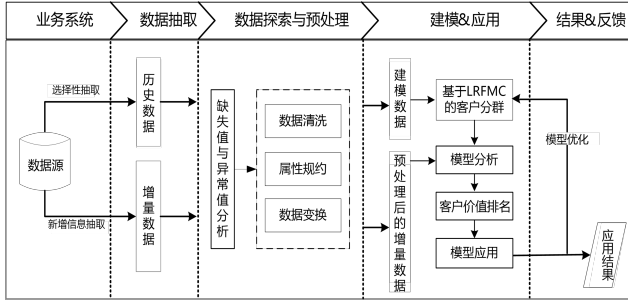 业务系统
数据抽取
数据探索与预处理
建模&应用
结果&反馈
选择性抽取
数据源
新增信息抽取
历史数据
增量数据
缺失值与异常值分析
数据清洗
属性规约
数据变换
建模数据
预处理后的增量数据
基于LRFMC
的客户分群
模型分析
客户价值排名
模型应用
模型优化
应用结果